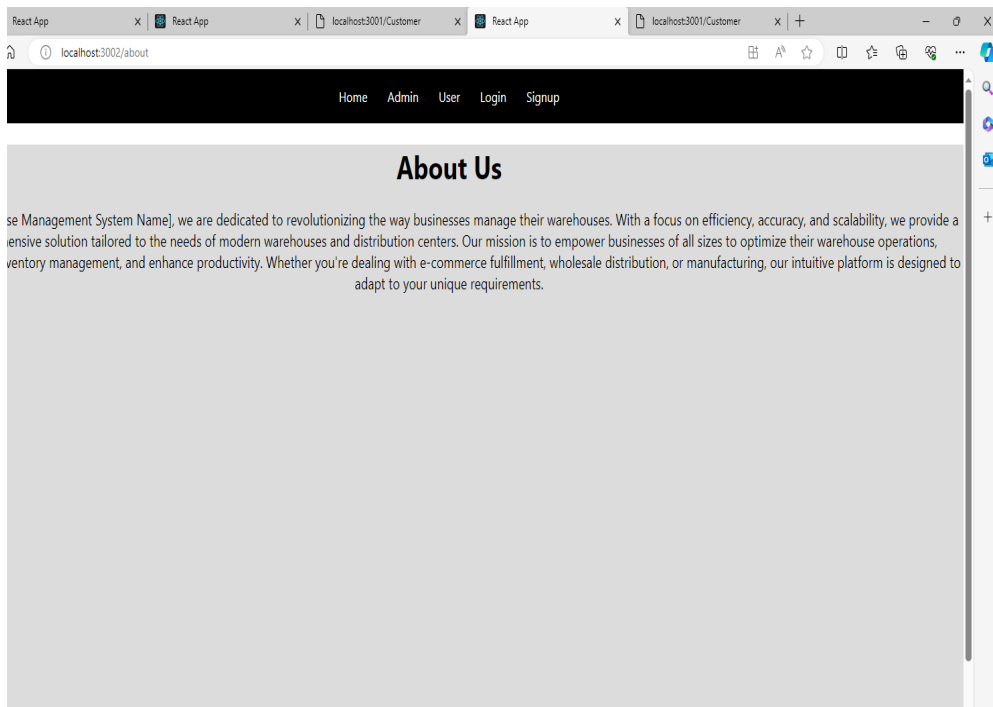 React App
React App
localhost:3001/Customer
React App
localhost:3001/Customer
localhost:3002/about
Home Admin User Login Signup
About Us
se Management System Name], we are dedicated to revolutionizing the way businesses manage their warehouses. With a focus on efficiency, accuracy, and scalability, we provide a
ensive solution tailored to the needs of modern warehouses and distribution centers. Our mission is to empower businesses of all sizes to optimize their warehouse operations,
ventory management, and enhance productivity. Whether you're dealing with e-commerce fulfillment, wholesale distribution, or manufacturing, our intuitive platform is designed to
adapt to your unique requirements.